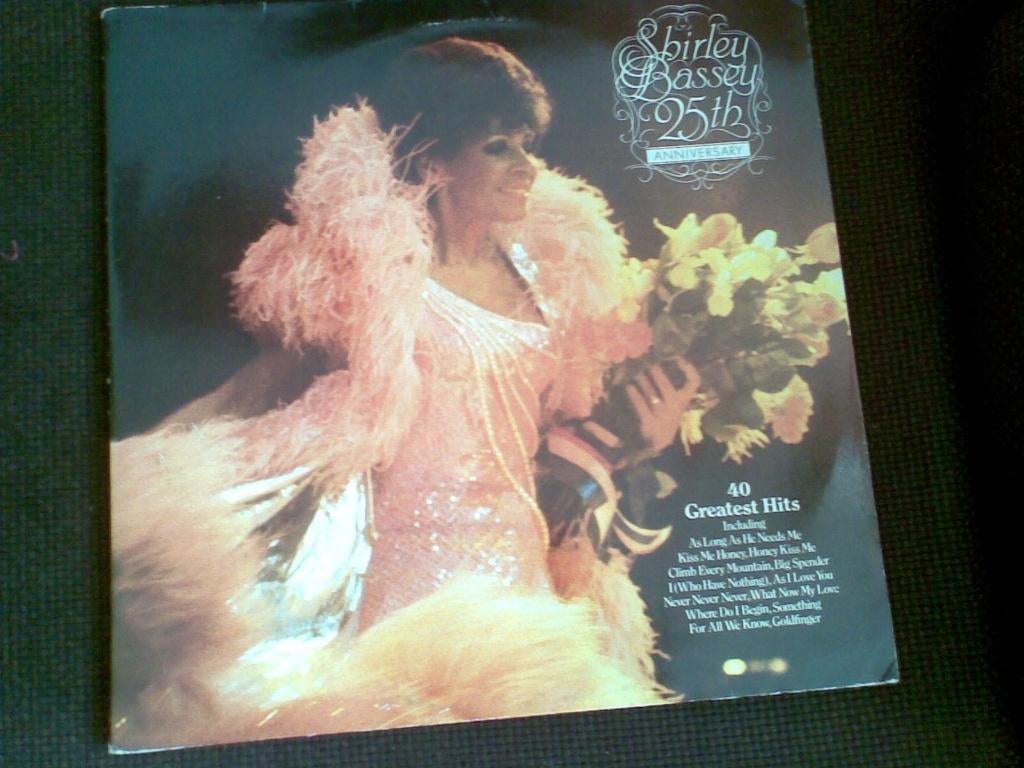 Shirley
Bassey
25th
ANNIVERSARY
40
Greatest Hits
Including
As Long As He Needs Me
Kiss Me Honey, Honey Kiss Me
Climb Every Mountain, Big Spender
I (Who Have Nothing), As I Love You
Never Never Never, What Now My Love
Where Do I Begin, Something
For All We Know, Goldfinger